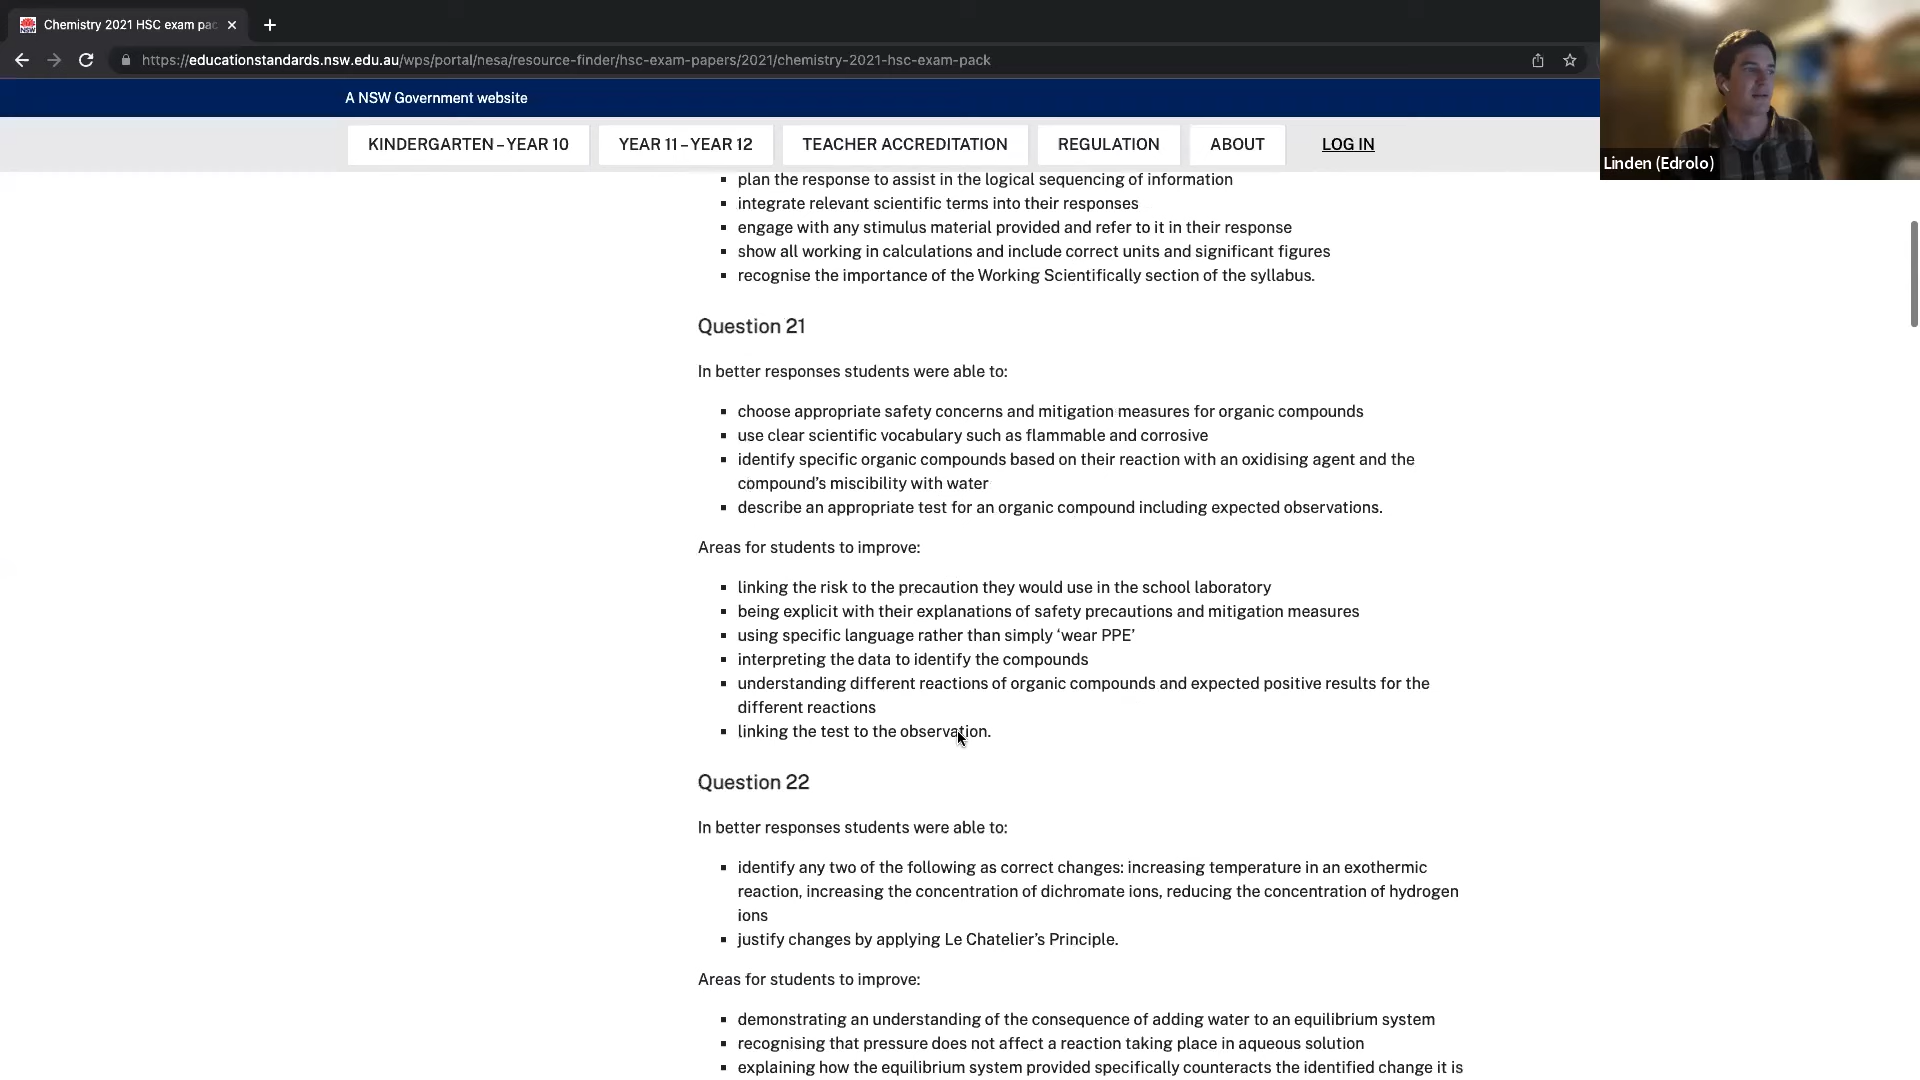 Chemistry 2021 HSC exam pac
https://educationstandards.nsw.edu.au/wps/portal/nesa/resource-finder/hsc-exam-papers/2021/chemistry-2021-hsc-exam-pack
A NSW Government website
KINDERGARTEN – YEAR 10
YEAR 11 – YEAR 12
TEACHER ACCREDITATION
REGULATION
ABOUT
LOG IN
Linden (Edrolo)
plan the response to assist in the logical sequencing of information
integrate relevant scientific terms into their responses
engage with any stimulus material provided and refer to it in their response
show all working in calculations and include correct units and significant figures
recognise the importance of the Working Scientifically section of the syllabus.
Question 21
In better responses students were able to:
choose appropriate safety concerns and mitigation measures for organic compounds
use clear scientific vocabulary such as flammable and corrosive
identify specific organic compounds based on their reaction with an oxidising agent and the
compound’s miscibility with water
describe an appropriate test for an organic compound including expected observations.
Areas for students to improve:
linking the risk to the precaution they would use in the school laboratory
being explicit with their explanations of safety precautions and mitigation measures
using specific language rather than simply ‘wear PPE’
interpreting the data to identify the compounds
understanding different reactions of organic compounds and expected positive results for the
different reactions
linking the test to the observation.
Question 22
In better responses students were able to:
identify any two of the following as correct changes: increasing temperature in an exothermic
reaction, increasing the concentration of dichromate ions, reducing the concentration of hydrogen
ions
justify changes by applying Le Chatelier’s Principle.
Areas for students to improve:
demonstrating an understanding of the consequence of adding water to an equilibrium system
recognising that pressure does not affect a reaction taking place in aqueous solution
explaining how the equilibrium system provided specifically counteracts the identified change it is